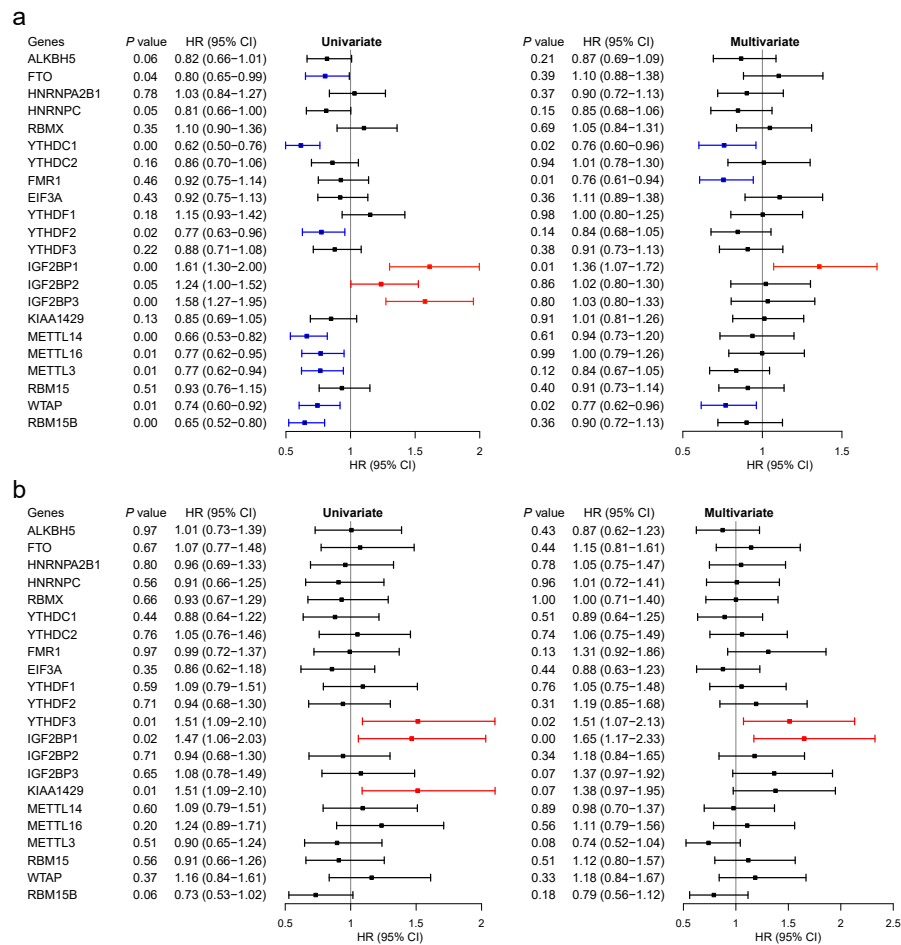 a
Genes P value HR (95% CI) Univariate P value HR (95% CI) Multivariate
ALKBH5 0.06 0.82 (0.66−1.01) 0.21 0.87 (0.69−1.09)
FTO 0.04 0.80 (0.65−0.99) 0.39 1.10 (0.88−1.38)
HNRNPA2B1 0.78 1.03 (0.84−1.27) 0.37 0.90 (0.72−1.13)
HNRNPC 0.05 0.81 (0.66−1.00) 0.15 0.85 (0.68−1.06)
RBMX 0.35 1.10 (0.90−1.36) 0.69 1.05 (0.84−1.31)
YTHDC1 0.00 0.62 (0.50−0.76) 0.02 0.76 (0.60−0.96)
YTHDC2 0.16 0.86 (0.70−1.06) 0.94 1.01 (0.78−1.30)
FMR1 0.46 0.92 (0.75−1.14) 0.01 0.76 (0.61−0.94)
EIF3A 0.43 0.92 (0.75−1.13) 0.36 1.11 (0.89−1.38)
YTHDF1 0.18 1.15 (0.93−1.42) 0.98 1.00 (0.80−1.25)
YTHDF2 0.02 0.77 (0.63−0.96) 0.14 0.84 (0.68−1.05)
YTHDF3 0.22 0.88 (0.71−1.08) 0.38 0.91 (0.73−1.13)
IGF2BP1 0.00 1.61 (1.30−2.00) 0.01 1.36 (1.07−1.72)
IGF2BP2 0.05 1.24 (1.00−1.52) 0.86 1.02 (0.80−1.30)
IGF2BP3 0.00 1.58 (1.27−1.95) 0.80 1.03 (0.80−1.33)
KIAA1429 0.13 0.85 (0.69−1.05) 0.91 1.01 (0.81−1.26)
METTL14 0.00 0.66 (0.53−0.82) 0.61 0.94 (0.73−1.20)
METTL16 0.01 0.77 (0.62−0.95) 0.99 1.00 (0.79−1.26)
METTL3 0.01 0.77 (0.62−0.94) 0.12 0.84 (0.67−1.05)
RBM15 0.51 0.93 (0.76−1.15) 0.40 0.91 (0.73−1.14)
WTAP 0.01 0.74 (0.60−0.92) 0.02 0.77 (0.62−0.96)
RBM15B 0.00 0.65 (0.52−0.80) 0.36 0.90 (0.72−1.13)
0.5 1 2 0.5 1 1.5
HR (95% CI) HR (95% CI)
b
Genes P value HR (95% CI) Univariate P value HR (95% CI) Multivariate
ALKBH5 0.97 1.01 (0.73−1.39) 0.43 0.87 (0.62−1.23)
FTO 0.67 1.07 (0.77−1.48) 0.44 1.15 (0.81−1.61)
HNRNPA2B1 0.80 0.96 (0.69−1.33) 0.78 1.05 (0.75−1.47)
HNRNPC 0.56 0.91 (0.66−1.25) 0.96 1.01 (0.72−1.41)
RBMX 0.66 0.93 (0.67−1.29) 1.00 1.00 (0.71−1.40)
YTHDC1 0.44 0.88 (0.64−1.22) 0.51 0.89 (0.64−1.25)
YTHDC2 0.76 1.05 (0.76−1.46) 0.74 1.06 (0.75−1.49)
FMR1 0.97 0.99 (0.72−1.37) 0.13 1.31 (0.92−1.86)
EIF3A 0.35 0.86 (0.62−1.18) 0.44 0.88 (0.63−1.23)
YTHDF1 0.59 1.09 (0.79−1.51) 0.76 1.05 (0.75−1.48)
YTHDF2 0.71 0.94 (0.68−1.30) 0.31 1.19 (0.85−1.68)
YTHDF3 0.01 1.51 (1.09−2.10) 0.02 1.51 (1.07−2.13)
IGF2BP1 0.02 1.47 (1.06−2.03) 0.00 1.65 (1.17−2.33)
IGF2BP2 0.71 0.94 (0.68−1.30) 0.34 1.18 (0.84−1.65)
IGF2BP3 0.65 1.08 (0.78−1.49) 0.07 1.37 (0.97−1.92)
KIAA1429 0.01 1.51 (1.09−2.10) 0.07 1.38 (0.97−1.95)
METTL14 0.60 1.09 (0.79−1.51) 0.89 0.98 (0.70−1.37)
METTL16 0.20 1.24 (0.89−1.71) 0.56 1.11 (0.79−1.56)
METTL3 0.51 0.90 (0.65−1.24) 0.08 0.74 (0.52−1.04)
RBM15 0.56 0.91 (0.66−1.26) 0.51 1.12 (0.80−1.57)
WTAP 0.37 1.16 (0.84−1.61) 0.33 1.18 (0.84−1.67)
RBM15B 0.06 0.73 (0.53−1.02) 0.18 0.79 (0.56−1.12)
0.5 1 2 0.5 1 1.5 2 2.5
HR (95% CI) HR (95% CI)